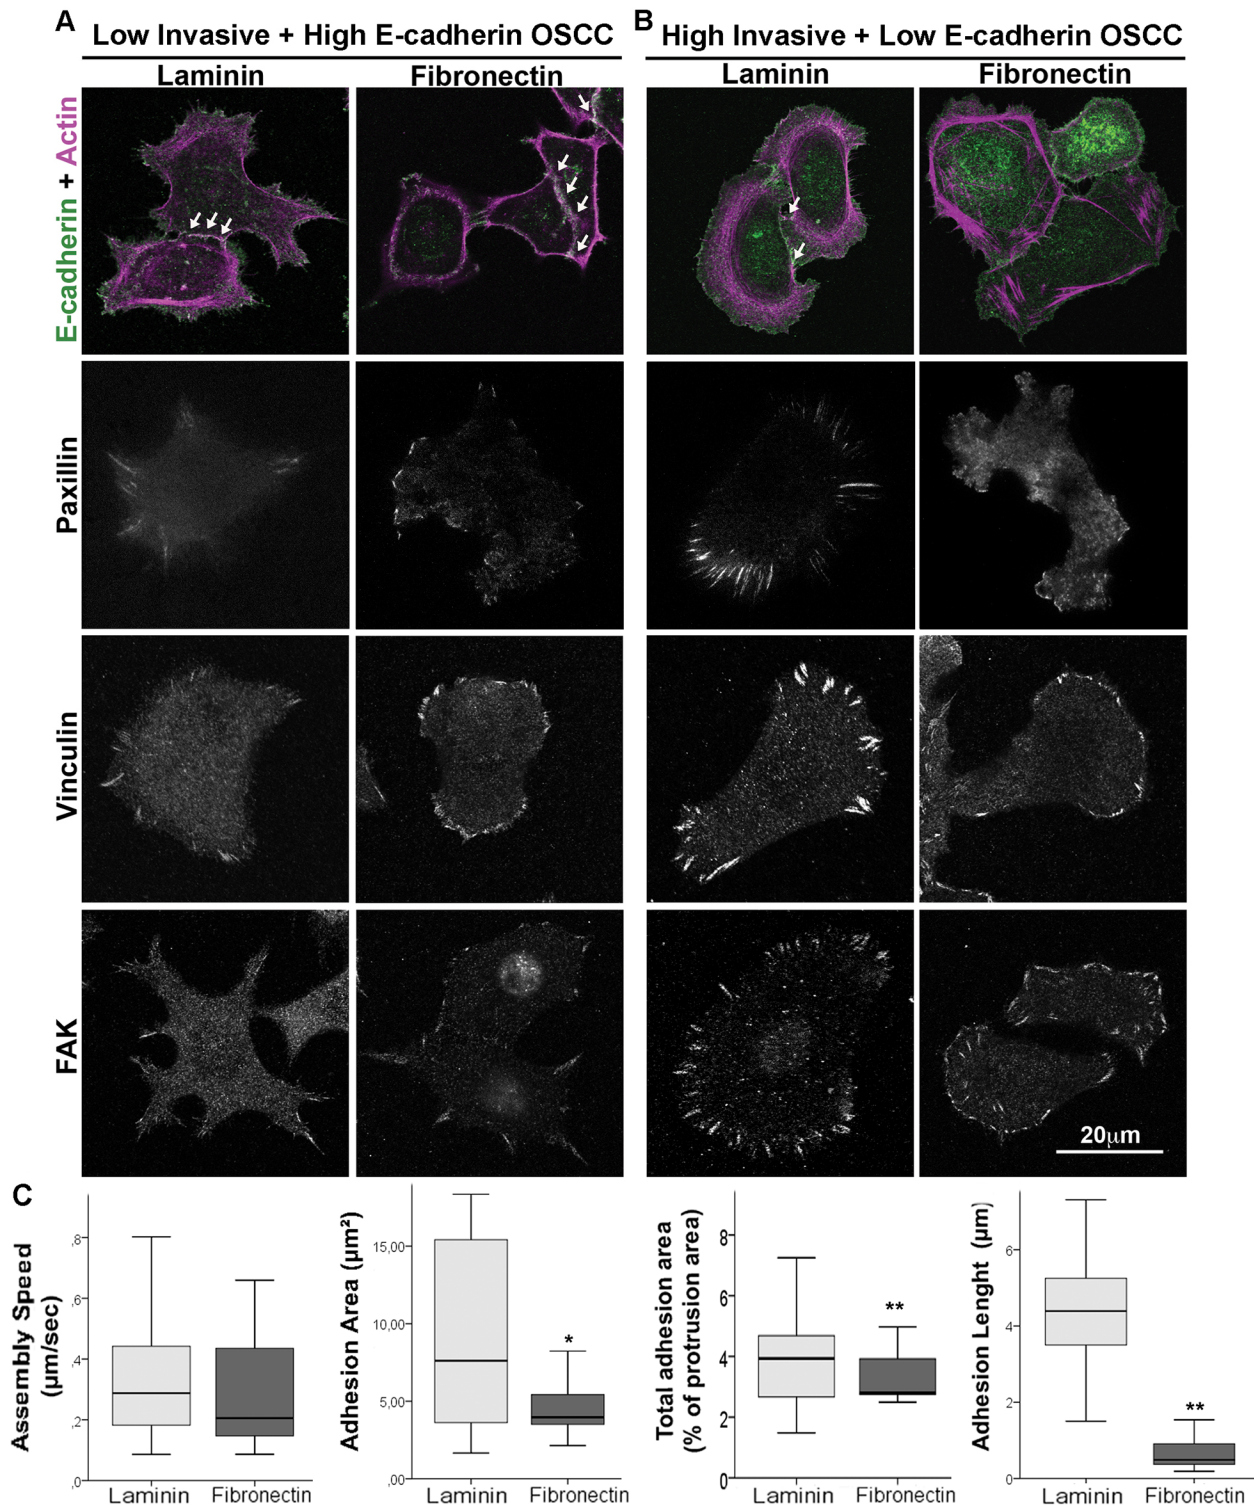 A
Low Invasive + High E-cadherin OSCC
B
High Invasive + Low E-cadherin OSCC
Laminin
Fibronectin
Laminin
Fibronectin
E-cadherin + Actin
Paxillin
Vinculin
FAK
20µm
C
Assembly Speed
(µm/sec)
,8
,6
,4
,2
,0
Laminin
Fibronectin
Adhesion Area (µm²)
15,00
10,00
5,00
,00
*
Laminin
Fibronectin
Total adhesion area
(% of protrusion area)
8
6
4
2
0
**
Laminin
Fibronectin
Adhesion Lenght (µm)
6
4
2
0
**
Laminin
Fibronectin